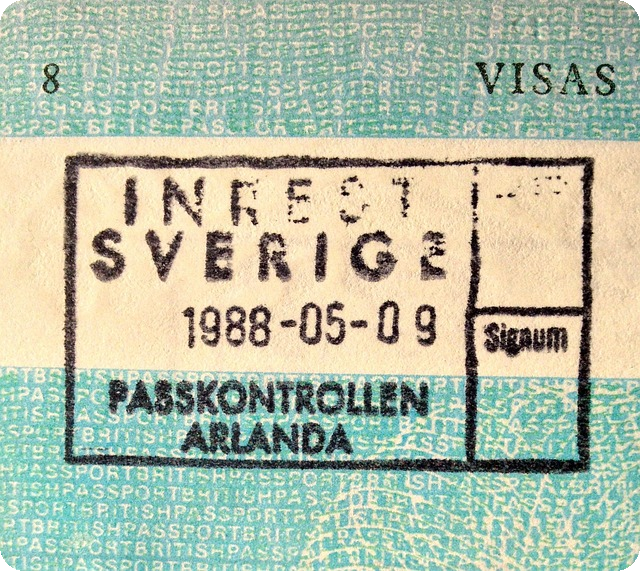 8 VISAS
INREST
SVERIGE
1988-05-09
Signum
PASSKONTROLLEN
ARLANDA